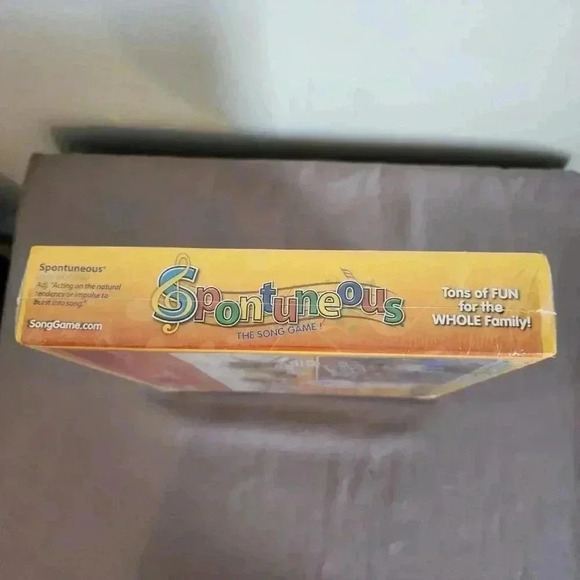 Spontuneous®
Adj. "Acting on the natural
tendency or impulse to
burst into song."
SongGame.com
Spontuneous
THE SONG GAME!
Tons of FUN
for the
WHOLE Family!